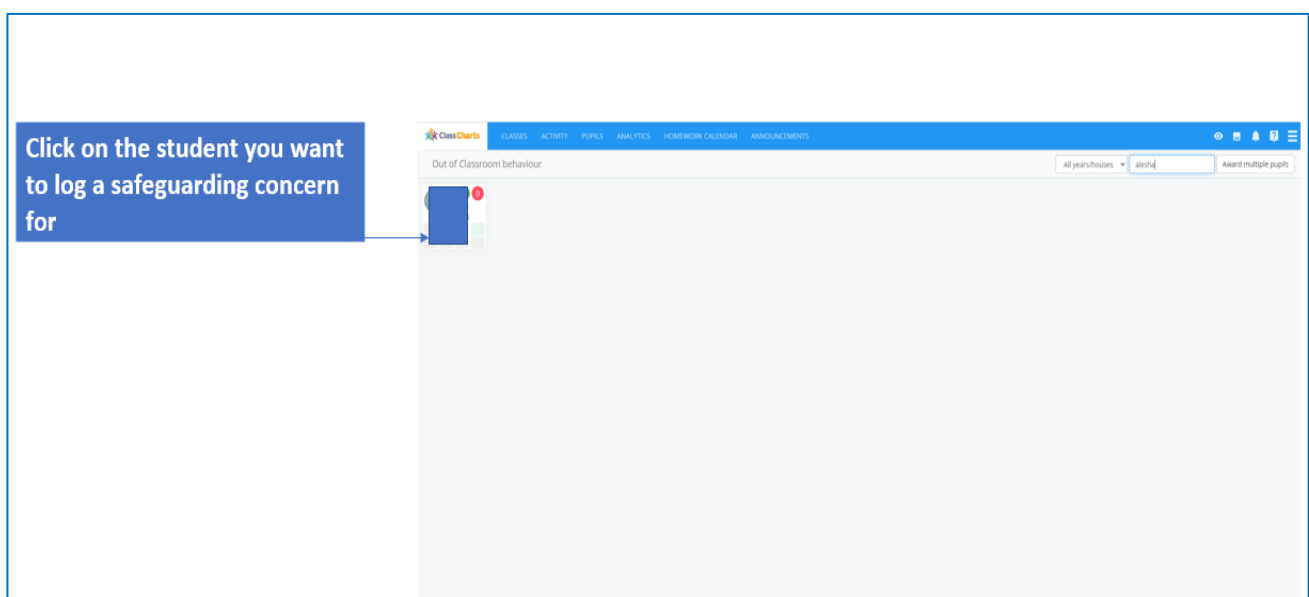 Click on the student you want
to log a safeguarding concern
for
ClassCharts CLASSES ACTIVITY PUPILS ANALYTICS HOMEWORK CALENDAR ANNOUNCEMENTS
Out of Classroom behaviour All years/houses alesha Award multiple pupils
0